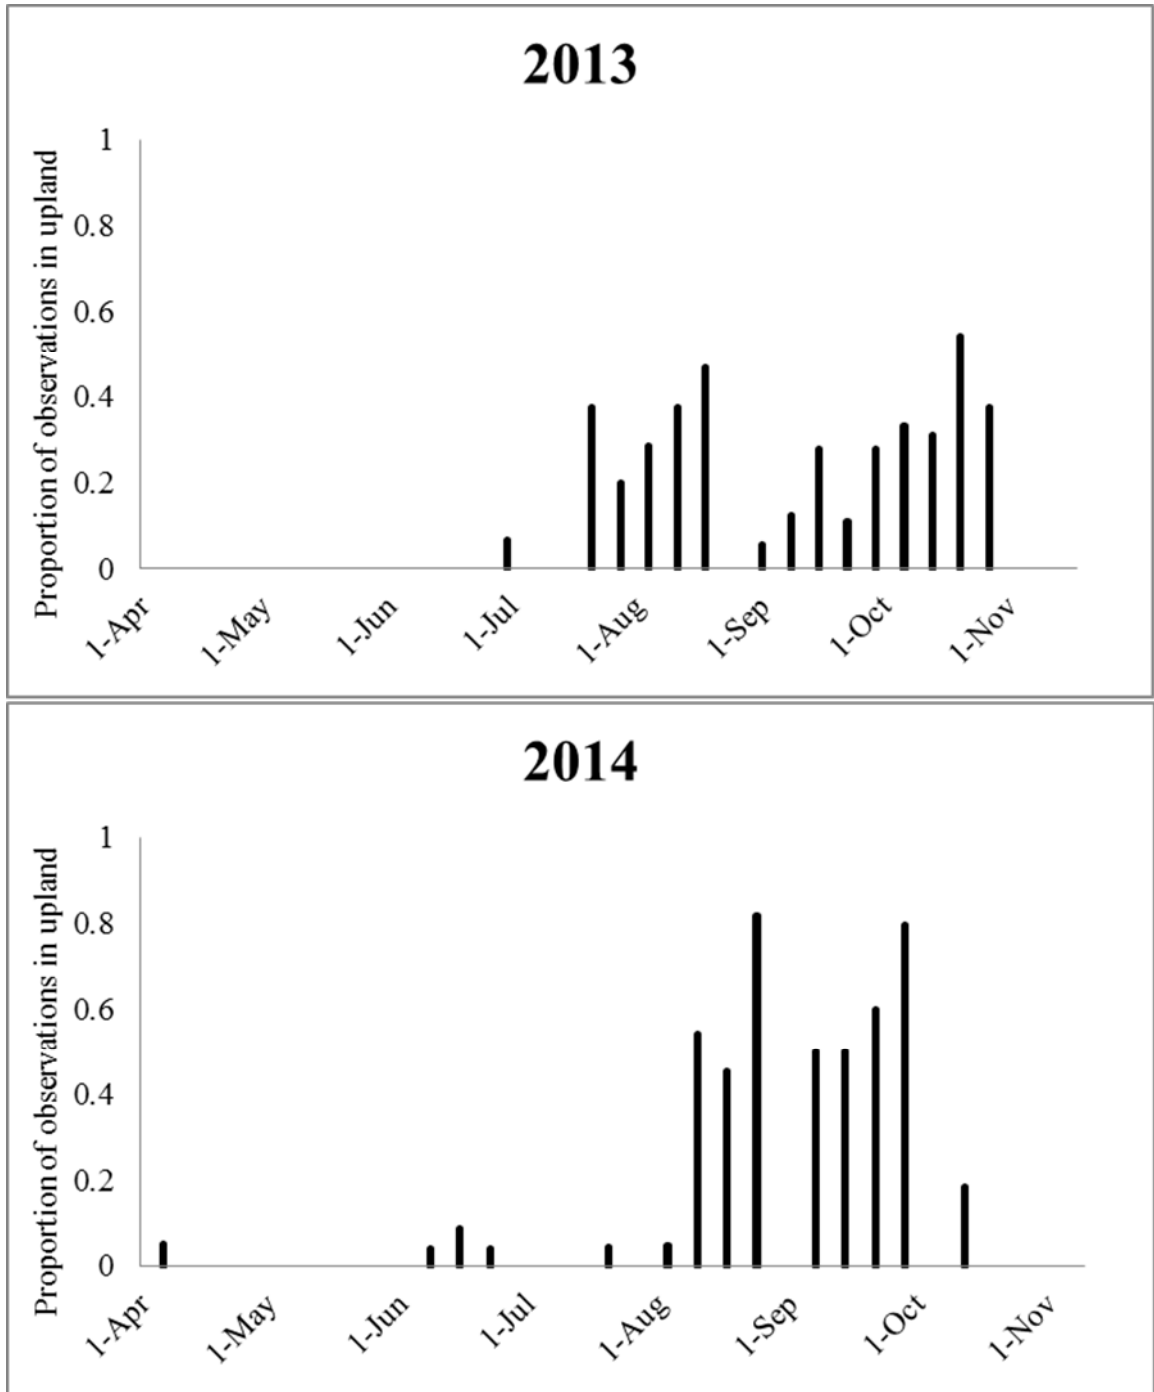 2013
Proportion of observations in upland
1
0.8
0.6
0.4
0.2
0
1-Apr
1-May
1-Jun
1-Jul
1-Aug
1-Sep
1-Oct
1-Nov
2014
Proportion of observations in upland
1
0.8
0.6
0.4
0.2
0
1-Apr
1-May
1-Jun
1-Jul
1-Aug
1-Sep
1-Oct
1-Nov